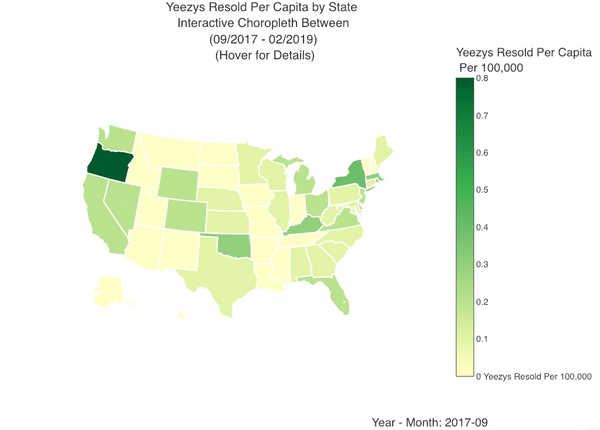 Yeezys Resold Per Capita by State
Interactive Choropleth Between
(09/2017 - 02/2019)
(Hover for Details)
Yeezys Resold Per Capita
Per 100,000
0.8
0.7
0.6
0.5
0.4
0.3
0.2
0.1
0 Yeezys Resold Per 100,000
Year - Month: 2017-09